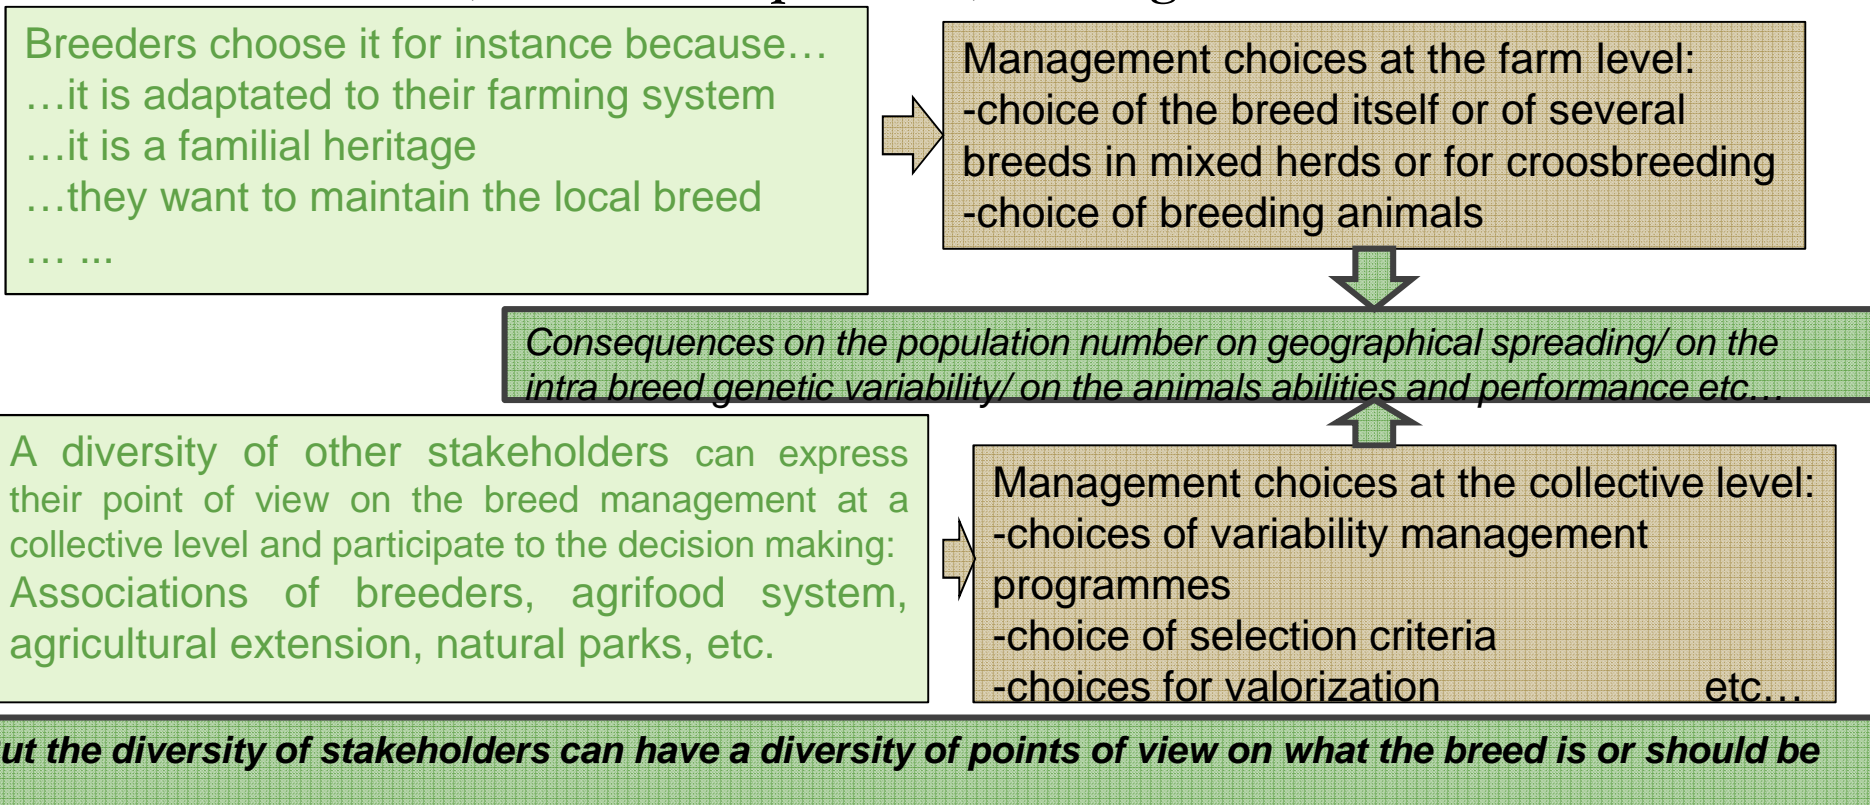 Breeders choose it for instance because…
…it is adaptated to their farming system
…it is a familial heritage
…they want to maintain the local breed
… ...
Management choices at the farm level:
-choice of the breed itself or of several
breeds in mixed herds or for croosbreeding
-choice of breeding animals
Consequences on the population number on geographical spreading/ on the
intra breed genetic variability/ on the animals abilities and performance etc…
A diversity of other stakeholders can express
their point of view on the breed management at a
collective level and participate to the decision making:
Associations of breeders, agrifood system,
agricultural extension, natural parks, etc.
Management choices at the collective level:
-choices of variability management
programmes
-choice of selection criteria
-choices for valorization etc…
ut the diversity of stakeholders can have a diversity of points of view on what the breed is or should be